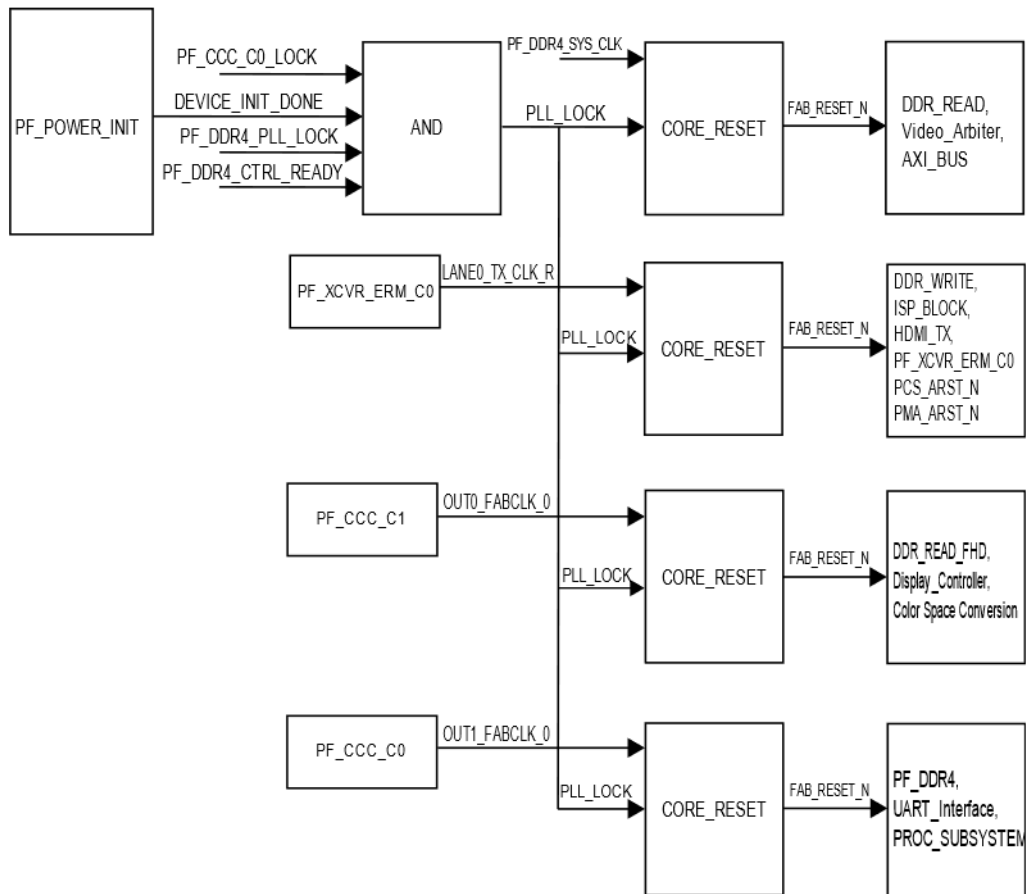 PF_POWER_INIT
PF_CCC_C0_LOCK
DEVICE_INIT_DONE
PF_DDR4_PLL_LOCK
PF_DDR4_CTRL_READY
AND
PF_DDR4_SYS_CLK
PLL_LOCK
CORE_RESET
FAB_RESET_N
DDR_READ,
Video_Arbiter,
AXI_BUS
PF_XCVR_ERM_C0
LANE0_TX_CLK_R
PLL_LOCK
CORE_RESET
FAB_RESET_N
DDR_WRITE,
ISP_BLOCK,
HDMI_TX,
PF_XCVR_ERM_C0
PCS_ARST_N
PMA_ARST_N
PF_CCC_C1
OUT0_FABCLK_0
PLL_LOCK
CORE_RESET
FAB_RESET_N
DDR_READ_FHD,
Display_Controller,
Color Space Conversion
PF_CCC_C0
OUT1_FABCLK_0
PLL_LOCK
CORE_RESET
FAB_RESET_N
PF_DDR4,
UART_Interface,
PROC_SUBSYSTEM